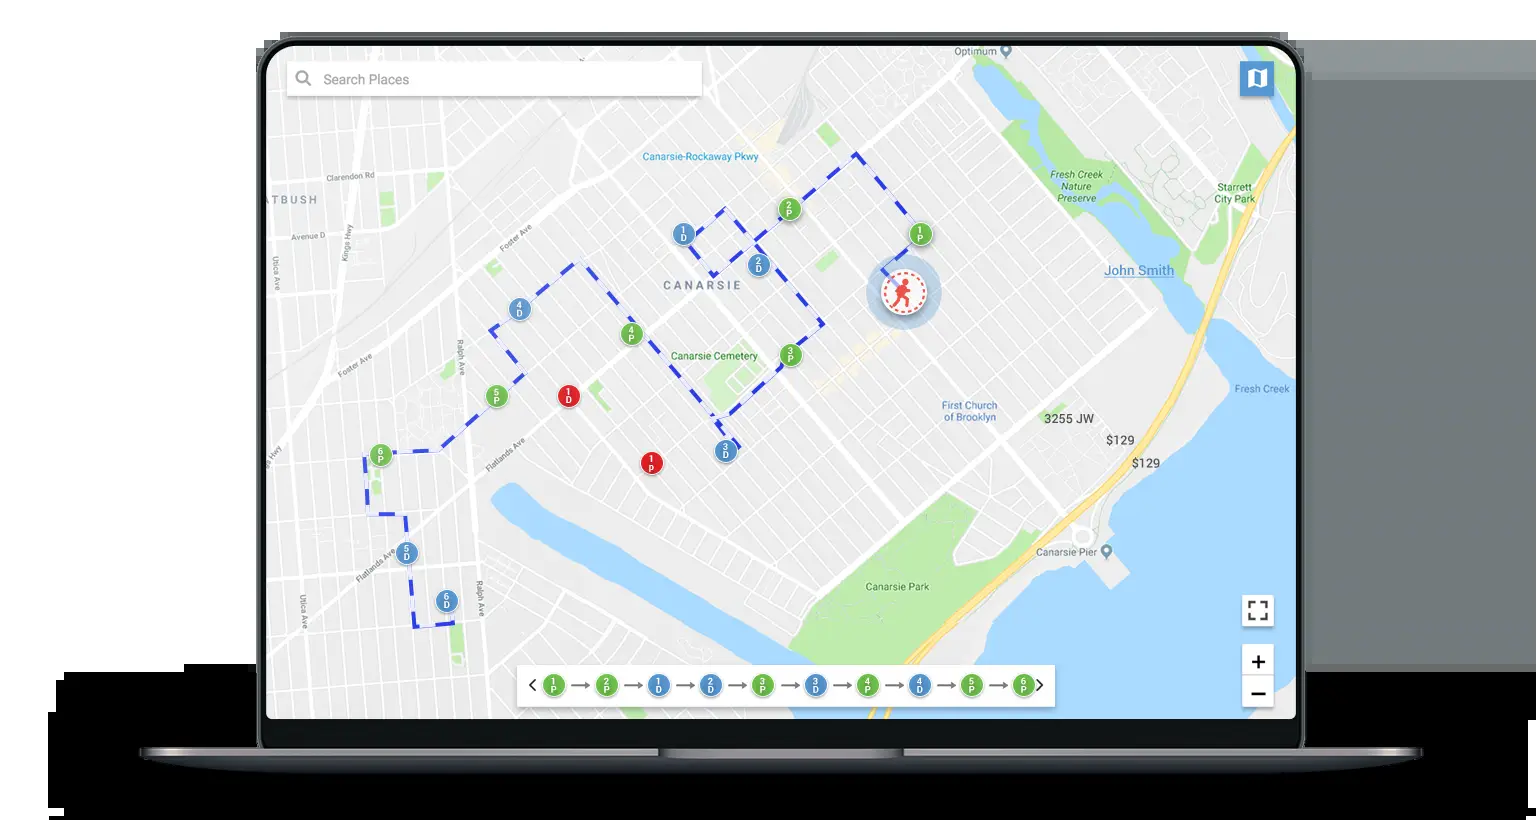 Optimum
Search Places
Canarsie-Rockaway Pkwy
Clarendon Rd
Fresh Creek
Nature
Preserve
Starrett
City Park
ATBUSH
1
P
2
P
1
D
2
D
Avenue D
Kings Hwy
Foster Ave
Utica Ave
CANARSIE
John Smith
4
D
4
P
3
P
Canarsie Cemetery
Foster Ave
Ralph Ave
5
P
1
D
Fresh Creek
First Church
of Brooklyn
3255 JW
$129
$129
6
P
Flatlands Ave
1
p
3
D
gs Hwy
5
D
Flatlands Ave
Canarsie Pier
Canarsie Park
6
D
Ralph Ave
Utica Ave
1
P
2
P
1
D
2
D
3
P
3
D
4
P
4
D
5
P
6
P
+
−